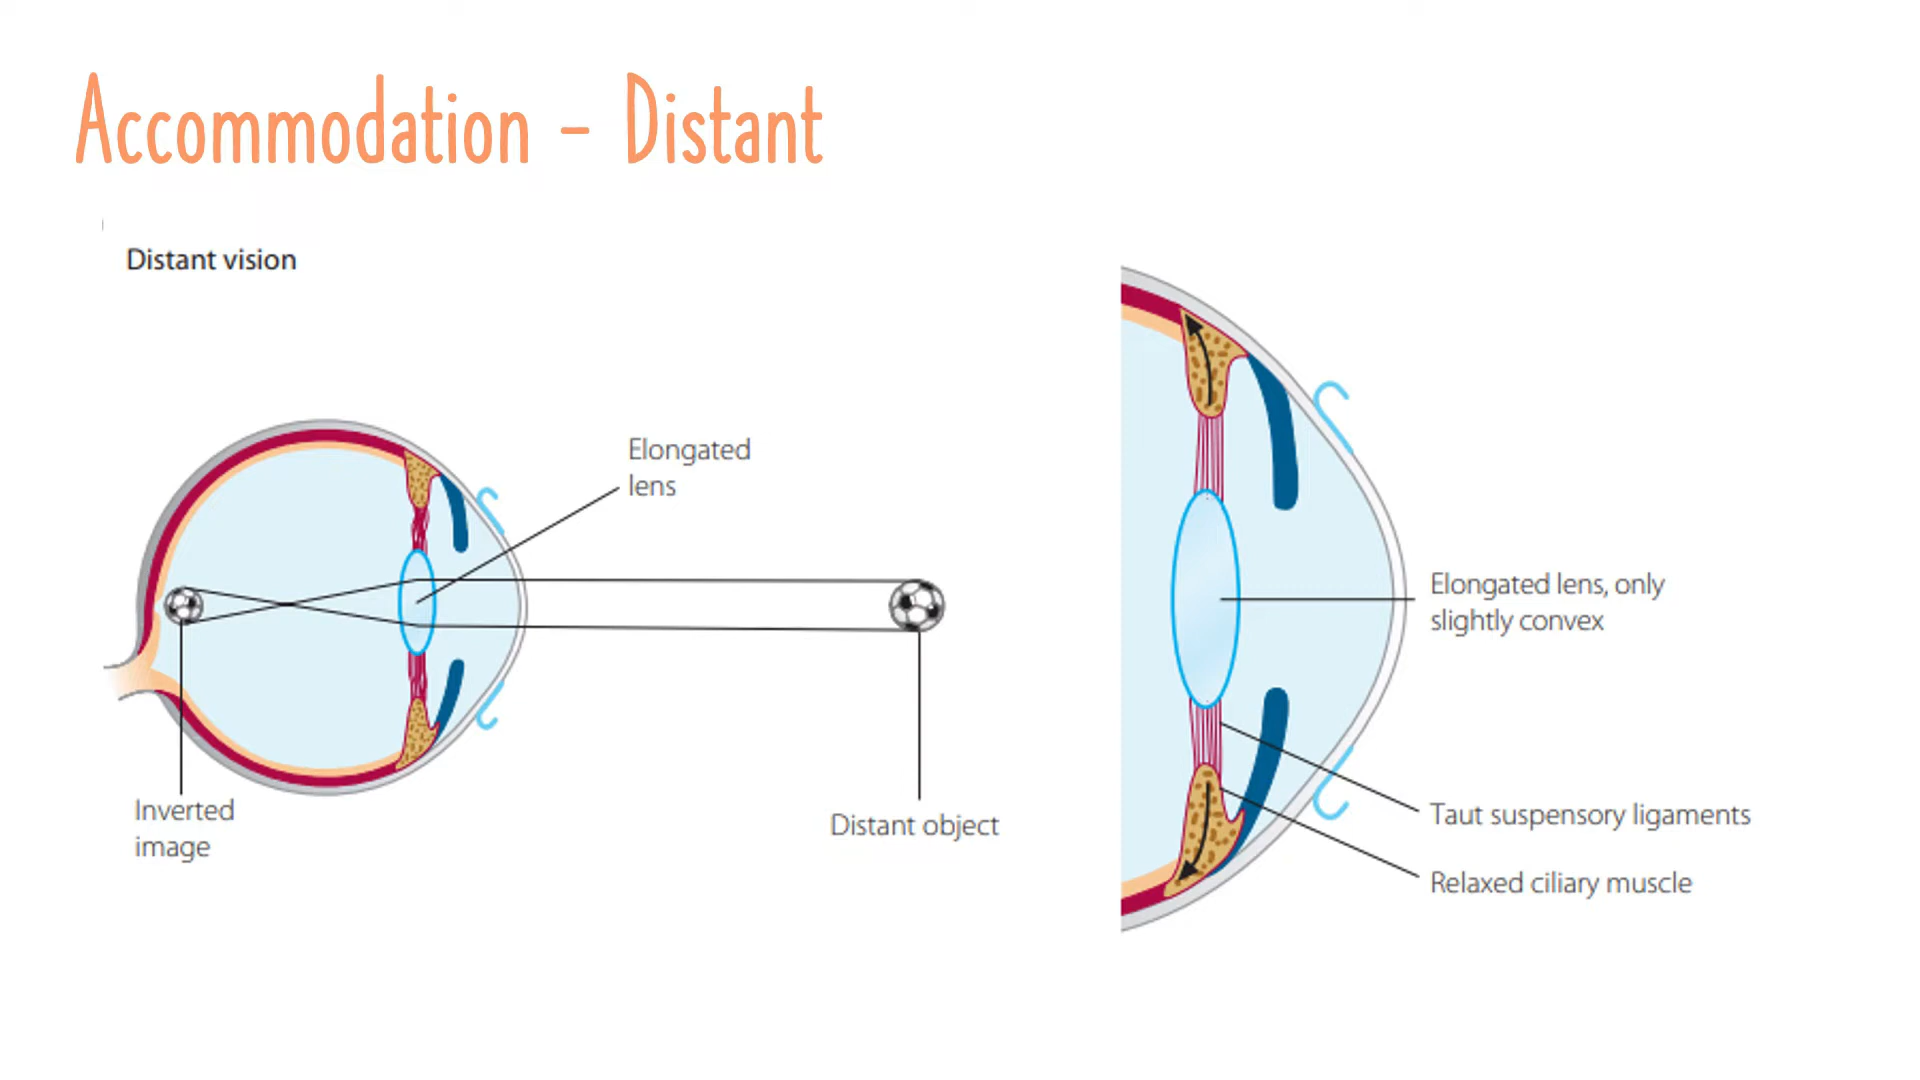 Accommodation - Distant
Distant vision
Elongated
lens
Inverted
image
Distant object
Elongated lens, only
slightly convex
Taut suspensory ligaments
Relaxed ciliary muscle